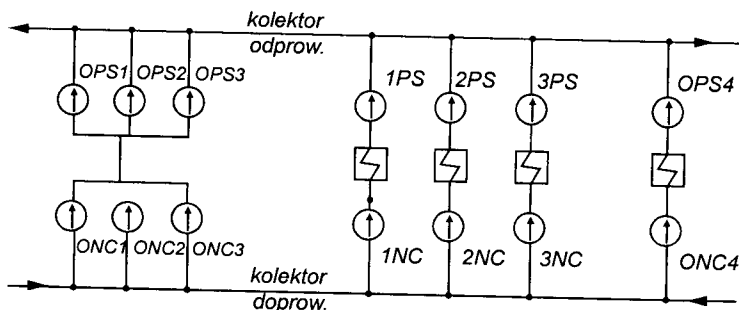 kolektor
odprow.
OPS1 OPS2 OPS3
1PS 2PS 3PS OPS4
ONC1 ONC2 ONC3
1NC 2NC 3NC ONC4
kolektor
doprow.